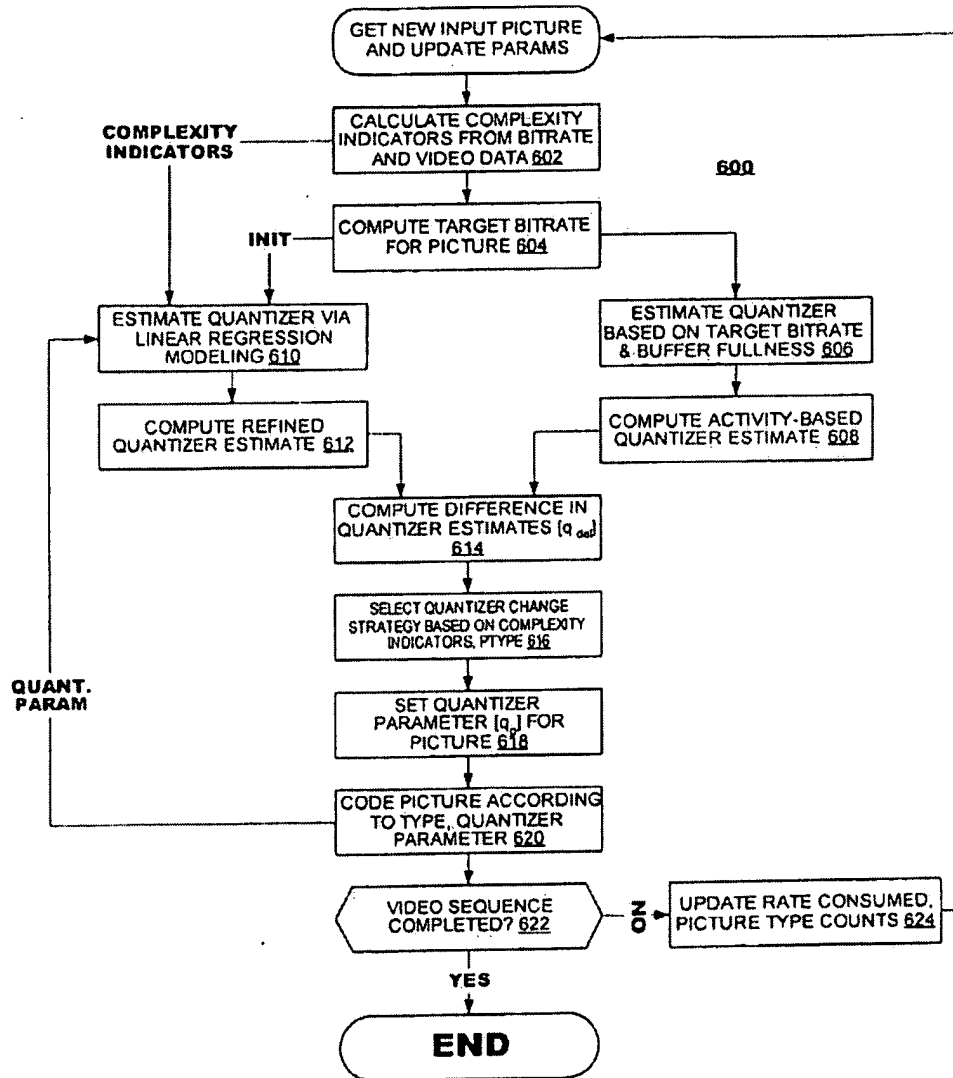 GET NEW INPUT PICTURE
AND UPDATE PARAMS
COMPLEXITY
INDICATORS
CALCULATE COMPLEXITY
INDICATORS FROM BITRATE
AND VIDEO DATA 602
600
INIT
COMPUTE TARGET BITRATE
FOR PICTURE 604
ESTIMATE QUANTIZER VIA
LINEAR REGRESSION
MODELING 610
ESTIMATE QUANTIZER
BASED ON TARGET BITRATE
& BUFFER FULLNESS 606
COMPUTE REFINED
QUANTIZER ESTIMATE 612
COMPUTE ACTIVITY-BASED
QUANTIZER ESTIMATE 608
COMPUTE DIFFERENCE IN
QUANTIZER ESTIMATES [q del]
614
SELECT QUANTIZER CHANGE
STRATEGY BASED ON COMPLEXITY
INDICATORS, PTYPE 616
QUANT.
PARAM
SET QUANTIZER
PARAMETER [qp] FOR
PICTURE 618
CODE PICTURE ACCORDING
TO TYPE, QUANTIZER
PARAMETER 620
VIDEO SEQUENCE
COMPLETED? 622
NO
UPDATE RATE CONSUMED,
PICTURE TYPE COUNTS 624
YES
END